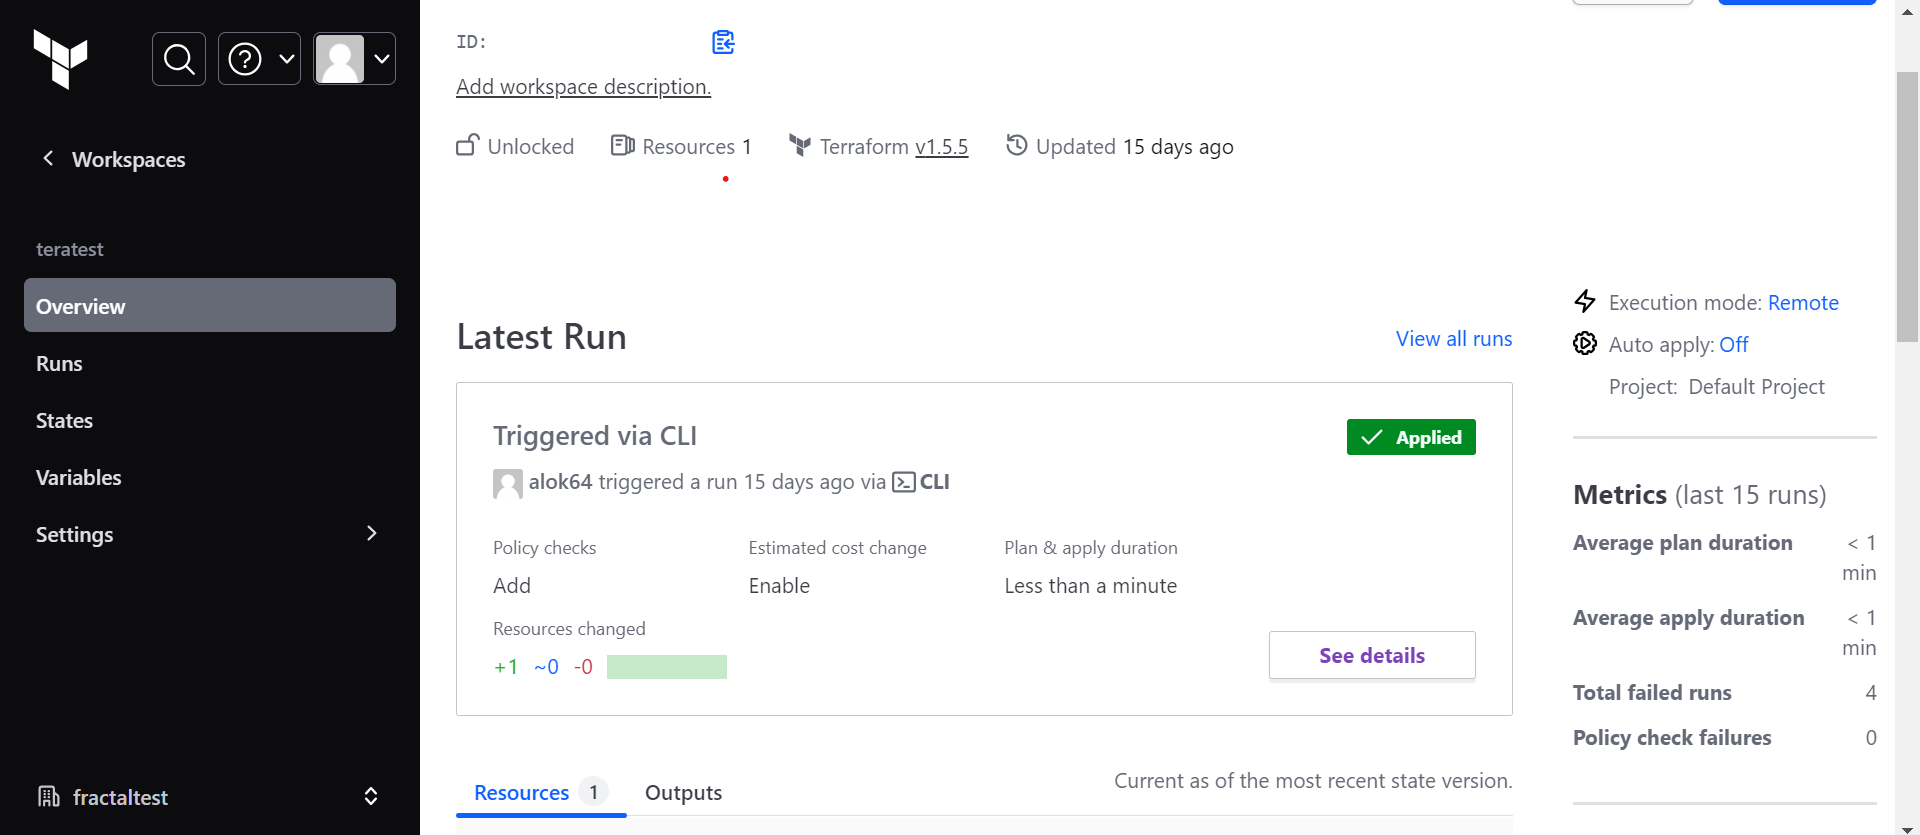 Workspaces
teratest
Overview
Runs
States
Variables
Settings
fractaltest
ID:
Add workspace description.
Unlocked Resources 1 Terraform v1.5.5 Updated 15 days ago
Latest Run View all runs
Triggered via CLI Applied
alok64 triggered a run 15 days ago via CLI
Policy checks Estimated cost change Plan & apply duration
Add Enable Less than a minute
Resources changed
+1 ~0 -0
See details
Resources 1 Outputs Current as of the most recent state version.
Execution mode: Remote
Auto apply: Off
Project: Default Project
Metrics (last 15 runs)
Average plan duration < 1
min
Average apply duration < 1
min
Total failed runs 4
Policy check failures 0